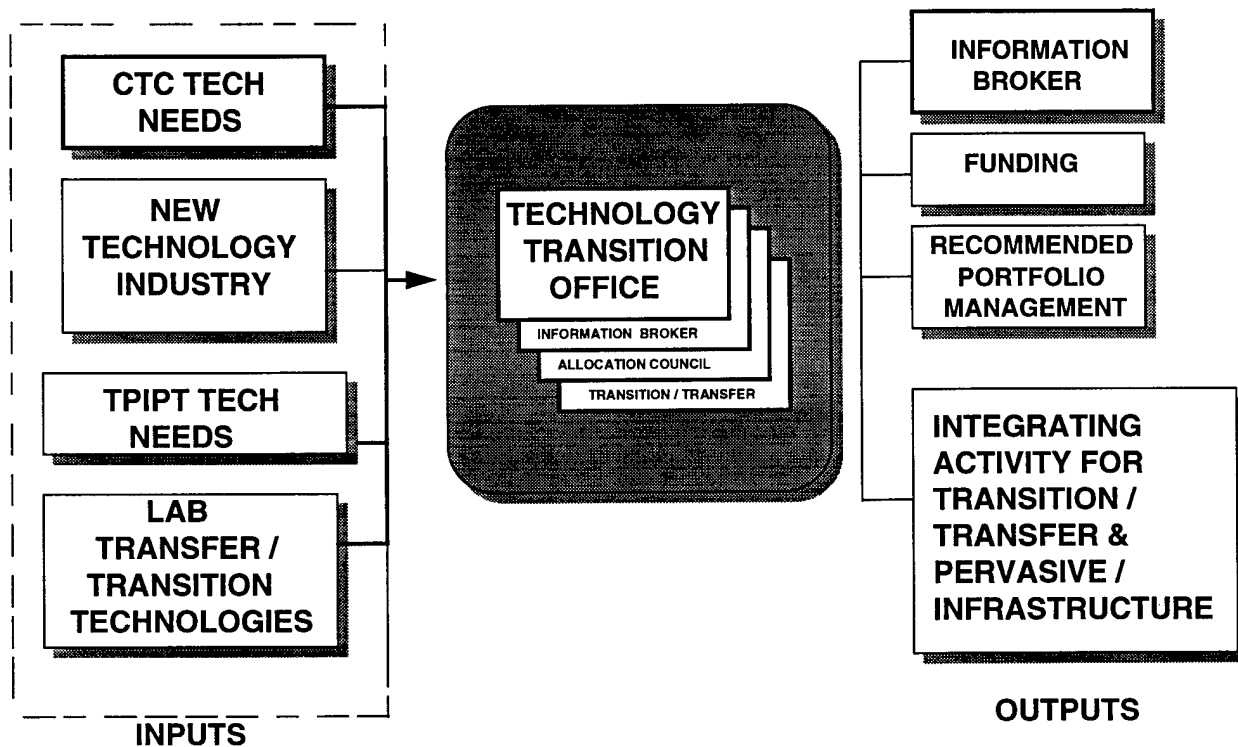 CTC TECH
NEEDS
NEW
TECHNOLOGY
INDUSTRY
TPIPT TECH
NEEDS
LAB
TRANSFER /
TRANSITION
TECHNOLOGIES
INPUTS
TECHNOLOGY
TRANSITION
OFFICE
INFORMATION BROKER
ALLOCATION COUNCIL
TRANSITION / TRANSFER
INFORMATION
BROKER
FUNDING
RECOMMENDED
PORTFOLIO
MANAGEMENT
INTEGRATING
ACTIVITY FOR
TRANSITION /
TRANSFER &
PERVASIVE /
INFRASTRUCTURE
OUTPUTS